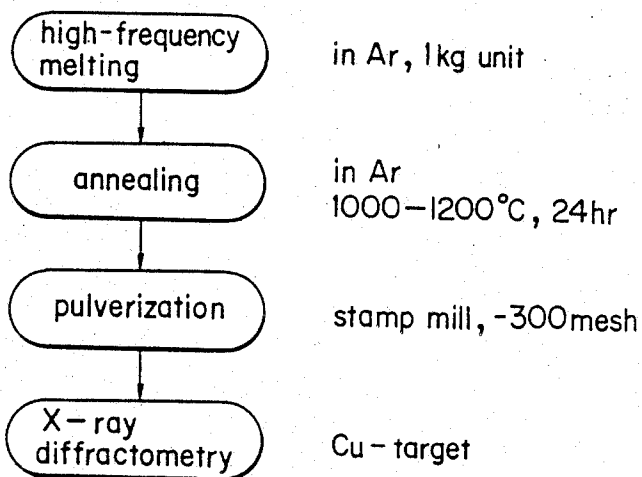 high-frequency
melting
in Ar, 1kg unit
annealing
in Ar
1000-1200°C, 24hr
pulverization
stamp mill, -300mesh
X-ray
diffractometry
Cu-target